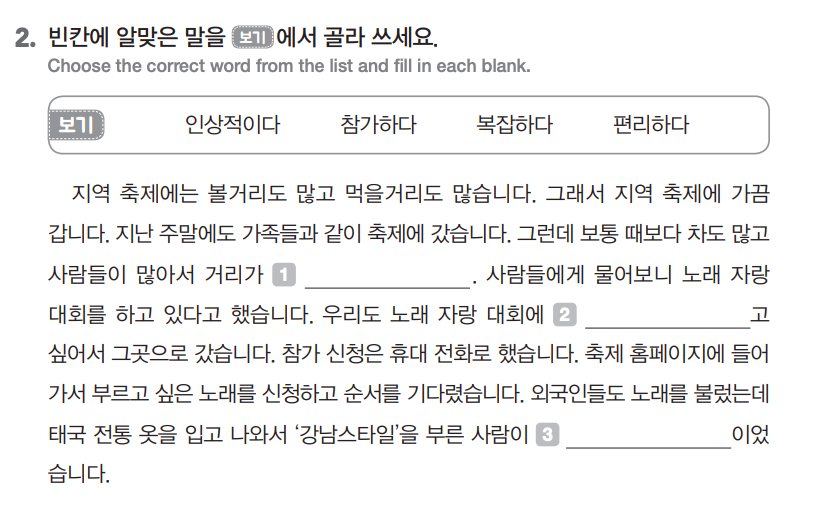 2. 빈칸에 알맞은 말을 보기 에서 골라 쓰세요.
Choose the correct word from the list and fill in each blank.
보기 인상적이다 참가하다 복잡하다 편리하다
지역 축제에는 볼거리도 많고 먹을거리도 많습니다. 그래서 지역 축제에 가끔
갑니다. 지난 주말에도 가족들과 같이 축제에 갔습니다. 그런데 보통 때보다 차도 많고
사람들이 많아서 거리가 1 ______________. 사람들에게 물어보니 노래 자랑
대회를 하고 있다고 했습니다. 우리도 노래 자랑 대회에 2 ______________고
싶어서 그곳으로 갔습니다. 참가 신청은 휴대 전화로 했습니다. 축제 홈페이지에 들어
가서 부르고 싶은 노래를 신청하고 순서를 기다렸습니다. 외국인들도 노래를 불렀는데
태국 전통 옷을 입고 나와서 ‘강남스타일’을 부른 사람이 3 ______________이었
습니다.